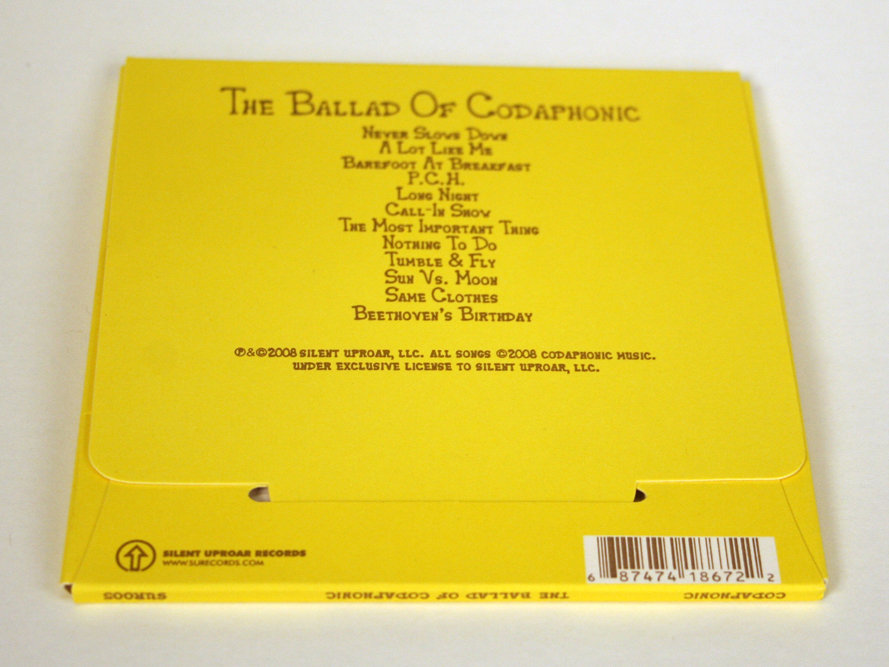 The Ballad Of Codaphonic
Never Slows Down
A Lot Like Me
Barefoot At Breakfast
P.C.H.
Long Night
Call-In Show
The Most Important Thing
Nothing To Do
Tumble & Fly
Sun Vs. Moon
Same Clothes
Beethoven's Birthday
℗&©2008 SILENT UPROAR, LLC. ALL SONGS ©2008 CODAPHONIC MUSIC.
UNDER EXCLUSIVE LICENSE TO SILENT UPROAR, LLC.
SILENT UPROAR RECORDS
WWW.SURECORDS.COM
6 87474 18672 2
CODAPHONIC THE BALLAD OF CODAPHONIC SUR005